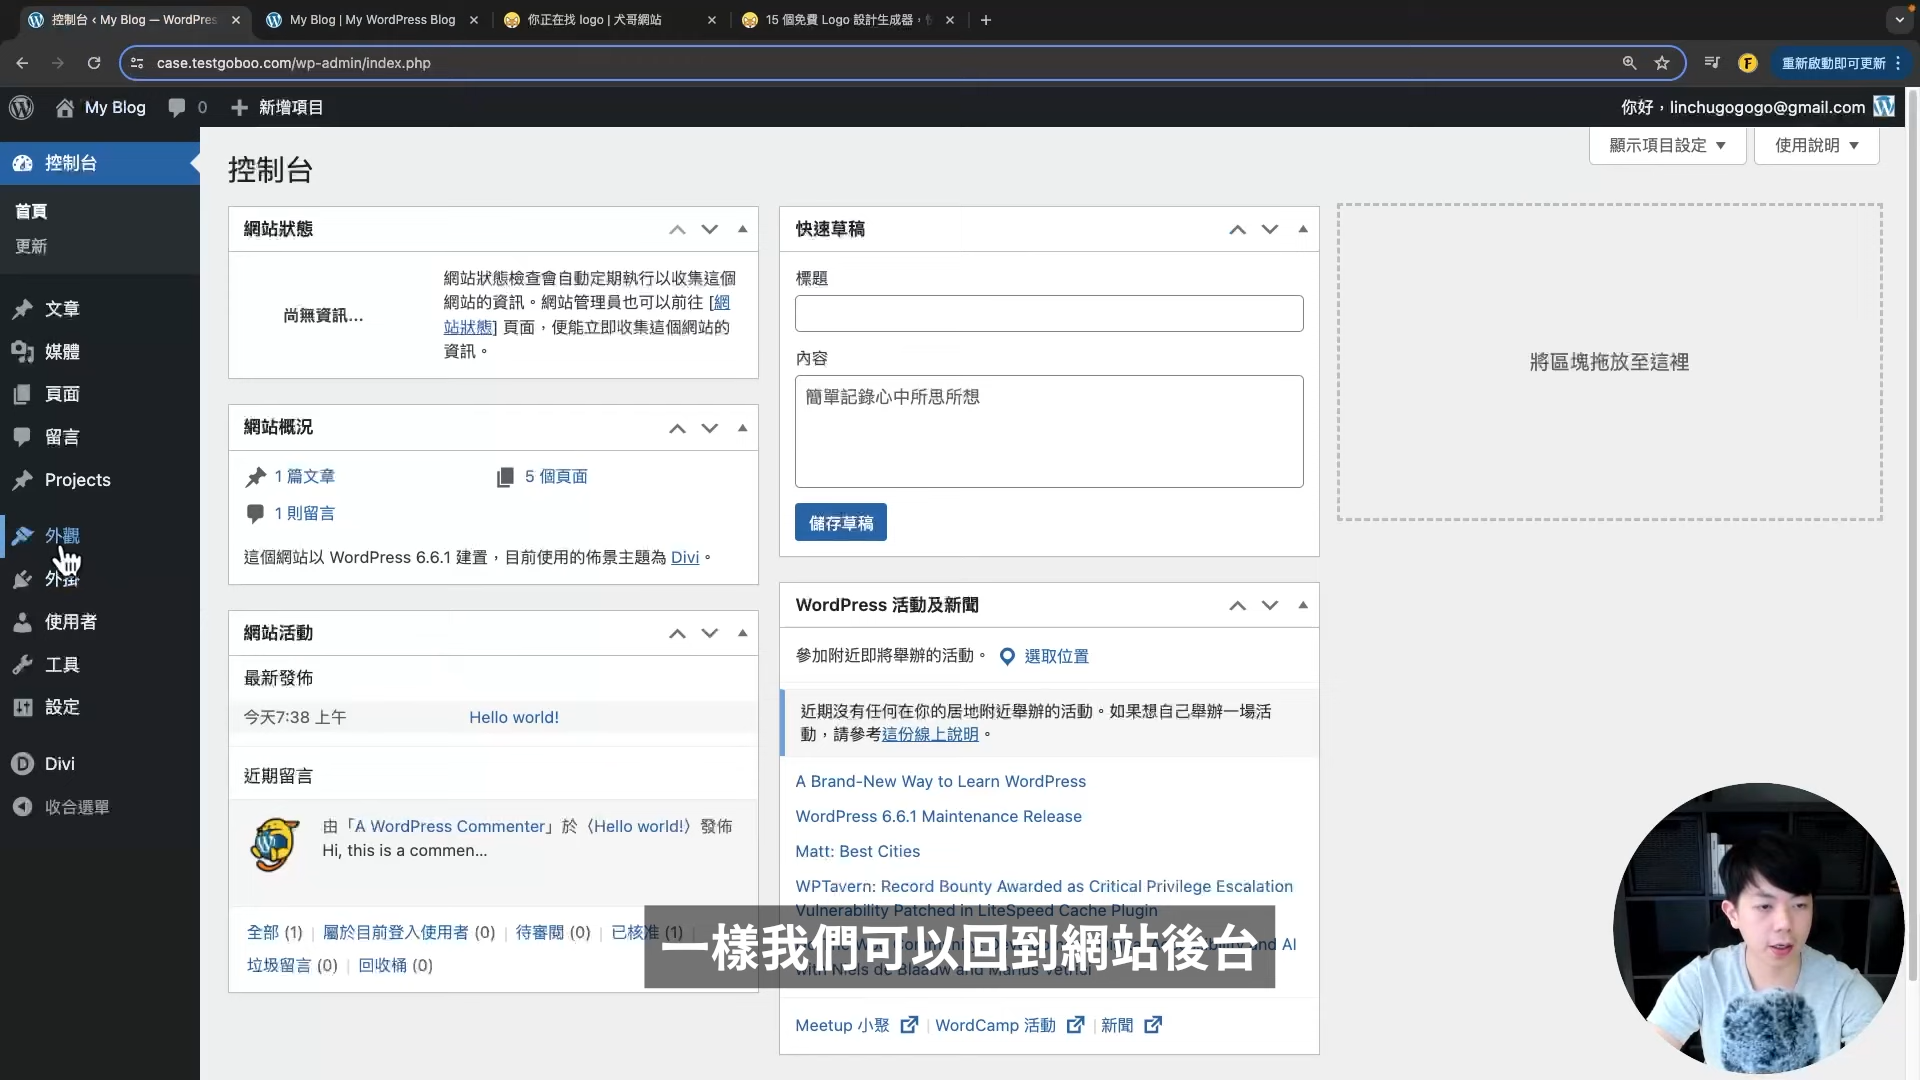 控制台 ‹ My Blog — WordPres
My Blog | My WordPress Blog
你正在找 logo | 犬哥網站
15 個免費 Logo 設計生成器，
case.testgoboo.com/wp-admin/index.php
重新啟動即可更新
My Blog
0
新增項目
你好，linchugogogo@gmail.com
控制台
首頁
更新
文章
媒體
頁面
留言
Projects
外觀
外掛
使用者
工具
設定
Divi
收合選單
顯示項目設定
使用說明
控制台
網站狀態
尚無資訊…
網站狀態檢查會自動定期執行以收集這個
網站的資訊。網站管理員也可以前往 [網
站狀態] 頁面，便能立即收集這個網站的
資訊。
網站概況
1 篇文章
5 個頁面
1 則留言
這個網站以 WordPress 6.6.1 建置，目前使用的佈景主題為 Divi。
網站活動
最新發佈
今天7:38 上午
Hello world!
近期留言
由「A WordPress Commenter」於〈Hello world!〉發佈
Hi, this is a commen…
全部 (1) | 屬於目前登入使用者 (0) | 待審閱 (0) | 已核准 (1) |
垃圾留言 (0) | 回收桶 (0)
快速草稿
標題
內容
簡單記錄心中所思所想
儲存草稿
WordPress 活動及新聞
參加附近即將舉辦的活動。
選取位置
近期沒有任何在你的居地附近舉辦的活動。如果想自己舉辦一場活
動，請參考這份線上說明。
A Brand-New Way to Learn WordPress
WordPress 6.6.1 Maintenance Release
Matt: Best Cities
WPTavern: Record Bounty Awarded as Critical Privilege Escalation
Vulnerability Patched in LiteSpeed Cache Plugin
and AI
with Niels de Blaauw and Marius Vetrici
Meetup 小聚 | WordCamp 活動 | 新聞
將區塊拖放至這裡
一樣我們可以回到網站後台